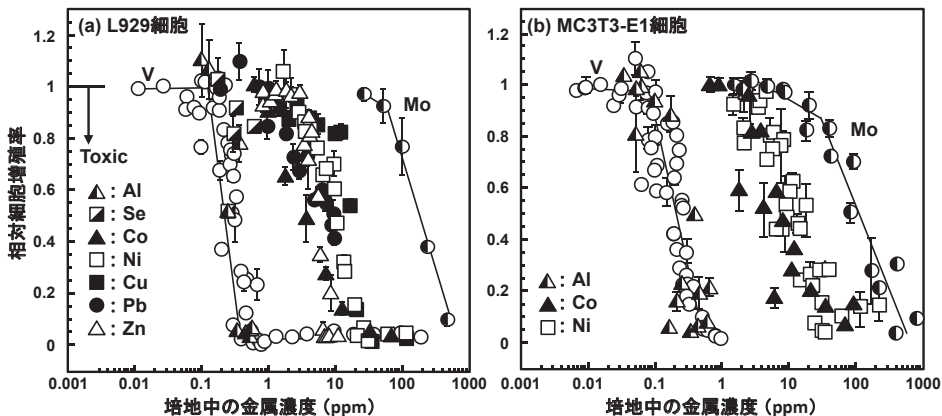 (a) L929細胞
1.2
1
0.8
0.6
0.4
0.2
0
相対細胞増殖率
V
Mo
Toxic
: Al
: Se
: Co
: Ni
: Cu
: Pb
: Zn
0.001 0.01 0.1 1 10 100 1000
培地中の金属濃度 (ppm)
(b) MC3T3-E1細胞
1.2
1
0.8
0.6
0.4
0.2
0
V
Mo
: Al
: Co
: Ni
0.001 0.01 0.1 1 10 100 1000
培地中の金属濃度 (ppm)